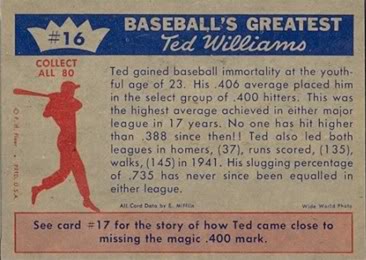 #16
BASEBALL'S GREATEST
Ted Williams
COLLECT
ALL 80
Ted gained baseball immortality at the youth-
ful age of 23. His .406 average placed him
in the select group of .400 hitters. This was
the highest average achieved in either major
league in 17 years. No one has hit higher
than .388 since then!! Ted also led both
leagues in homers, (37), runs scored, (135),
walks, (145) in 1941. His slugging percentage
of .735 has never since been equalled in
either league.
All Card Data by E. Mifflin
Wide World Photo
See card #17 for the story of how Ted came close to
missing the magic .400 mark.